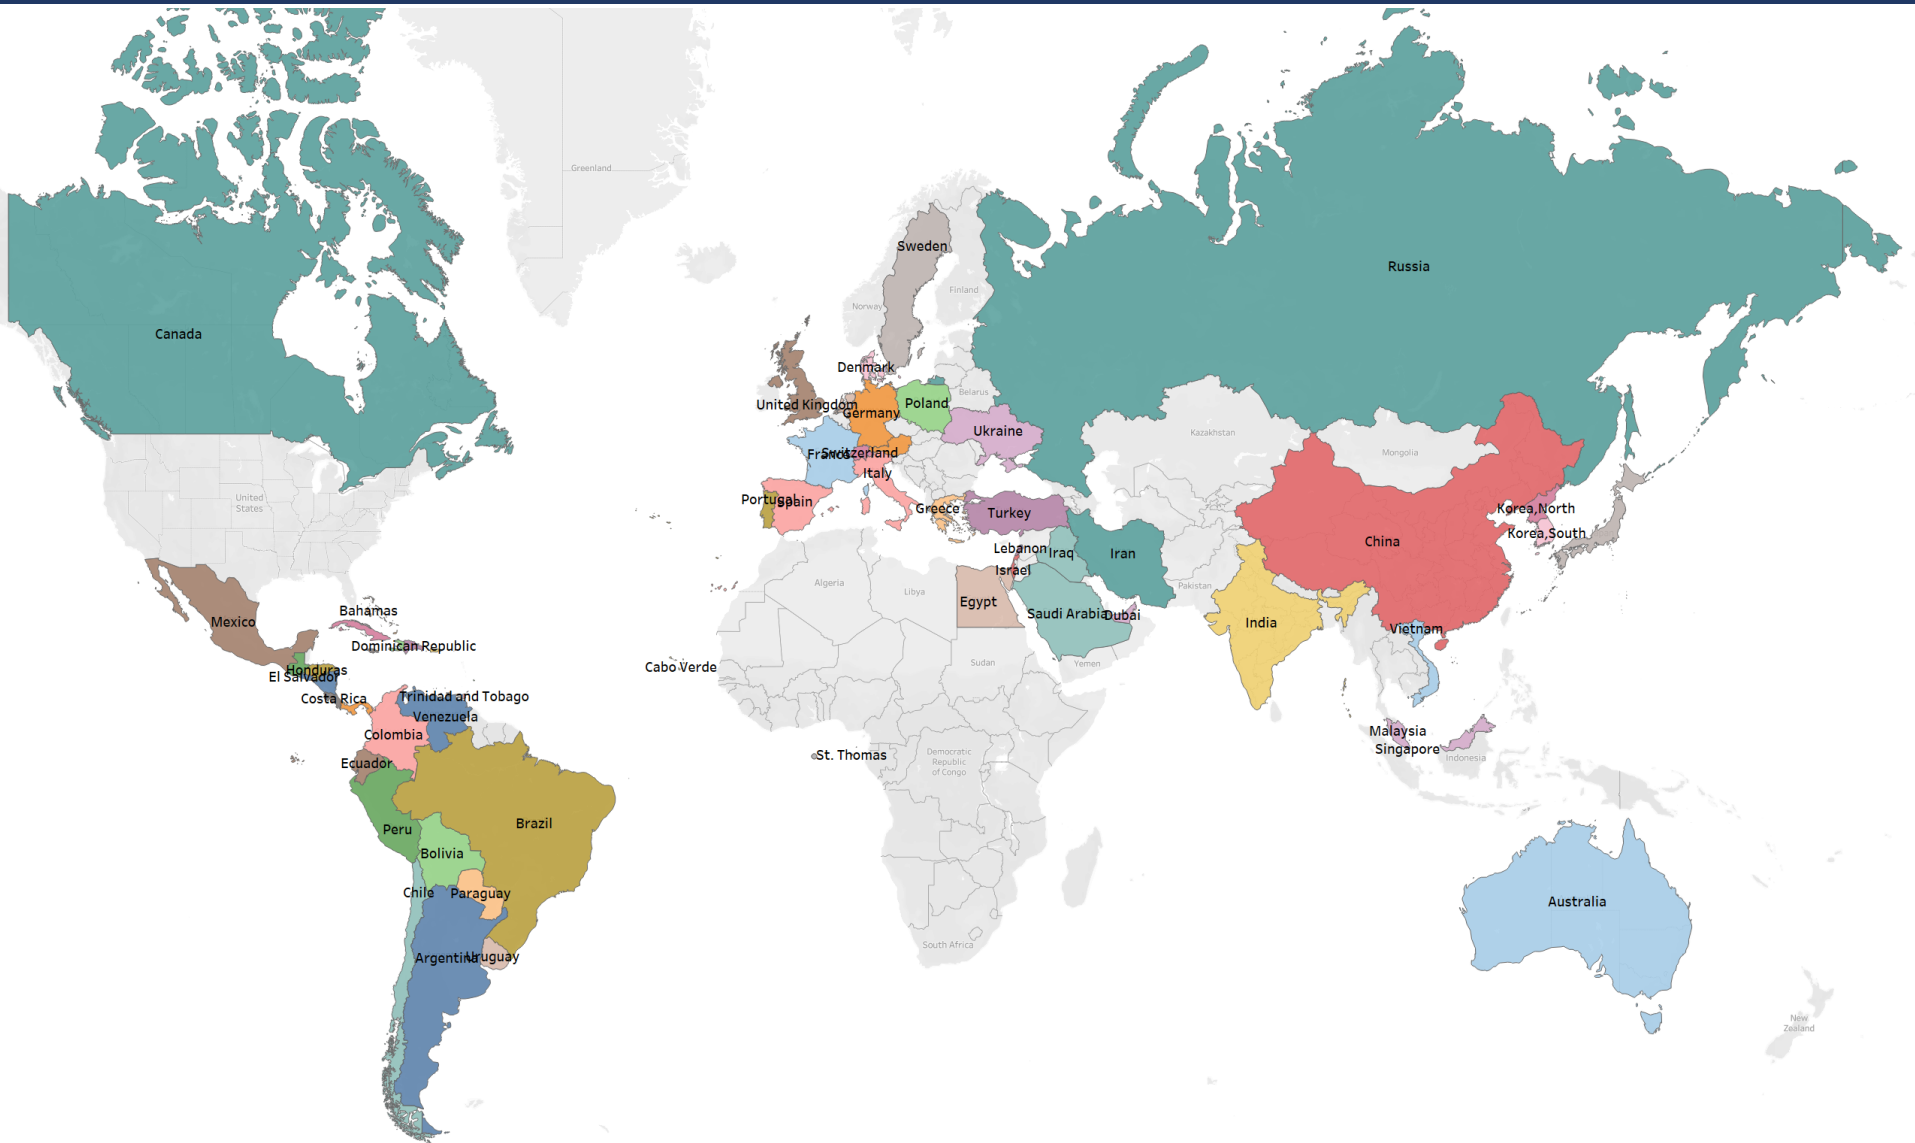 Greenland
Sweden
Russia
Finland
Norway
Canada
Denmark
Belarus
United Kingdom
Poland
Germany
Ukraine
Kazakhstan
Mongolia
France
Switzerland
Italy
United
States
Portugal
Spain
Greece
Turkey
Korea,North
Korea,South
China
Lebanon
Iraq
Iran
Israel
Algeria
Libya
Pakistan
Egypt
Saudi Arabia
Dubai
India
Vietnam
Bahamas
Mexico
Dominican Republic
Cabo Verde
Sudan
Yemen
Honduras
El Salvador
Costa Rica
Trinidad and Tobago
Venezuela
Colombia
Malaysia
Singapore
Indonesia
Ecuador
St. Thomas
Democratic
Republic
of Congo
Brazil
Peru
Bolivia
Chile
Paraguay
Australia
South Africa
Argentina
Uruguay
New
Zealand